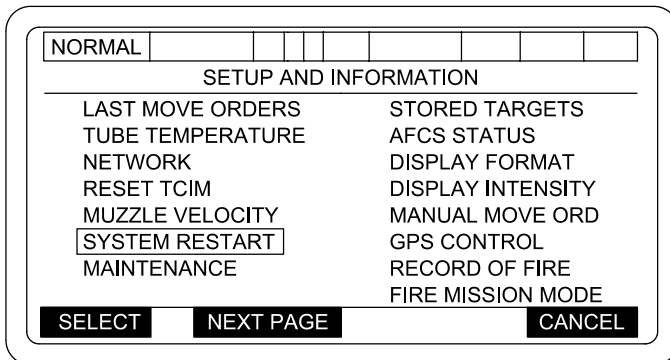 NORMAL
SETUP AND INFORMATION
LAST MOVE ORDERS
TUBE TEMPERATURE
NETWORK
RESET TCIM
MUZZLE VELOCITY
SYSTEM RESTART
MAINTENANCE
STORED TARGETS
AFCS STATUS
DISPLAY FORMAT
DISPLAY INTENSITY
MANUAL MOVE ORD
GPS CONTROL
RECORD OF FIRE
FIRE MISSION MODE
SELECT NEXT PAGE CANCEL